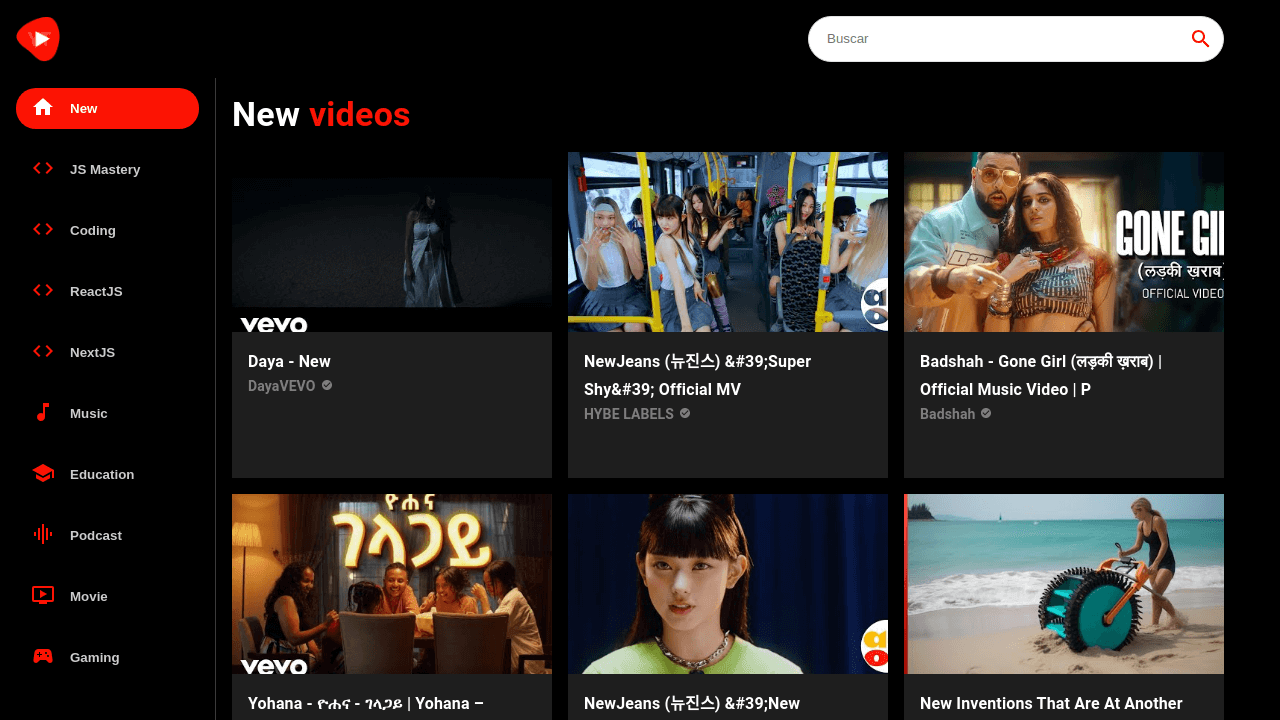 Buscar
New
JS Mastery
Coding
ReactJS
NextJS
Music
Education
Podcast
Movie
Gaming
New videos
vevo
GONE GI
(लड़की ख़राब)
OFFICIAL VIDEO
Daya - New
DayaVEVO
NewJeans (뉴진스) &#39;Super
Shy&#39; Official MV
HYBE LABELS
Badshah - Gone Girl (लड़की ख़राब) |
Official Music Video | P
Badshah
ዮሐና
ገላጋይ
vevo
Yohana - ዮሐና - ገላጋይ | Yohana –
NewJeans (뉴진스) &#39;New
New Inventions That Are At Another